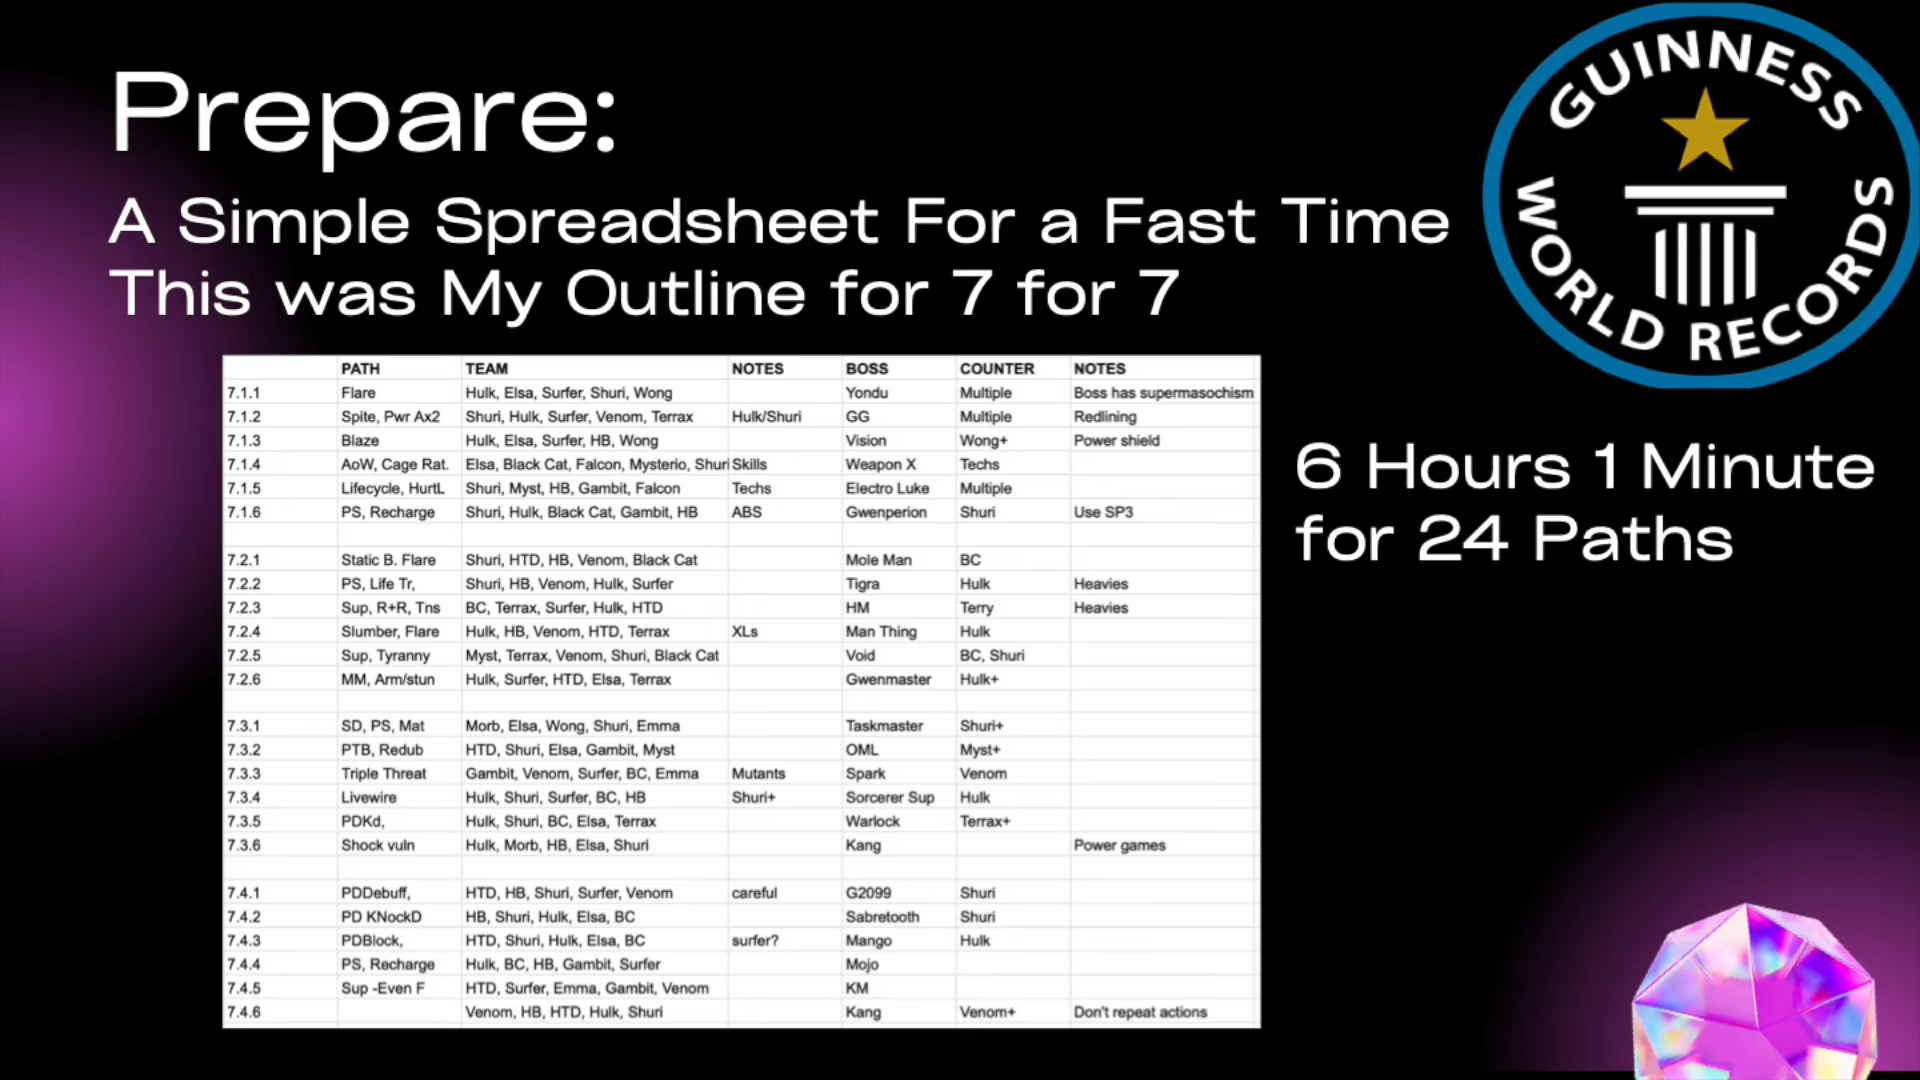 Prepare:
A Simple Spreadsheet For a Fast Time
This was My Outline for 7 for 7
GUINNESS
WORLD RECORDS
6 Hours 1 Minute
for 24 Paths
PATH TEAM NOTES BOSS COUNTER NOTES
7.1.1 Flare Hulk, Elsa, Surfer, Shuri, Wong Yondu Multiple Boss has supermasochism
7.1.2 Spite, Pwr Ax2 Shuri, Hulk, Surfer, Venom, Terrax Hulk/Shuri GG Multiple Redlining
7.1.3 Blaze Hulk, Elsa, Surfer, HB, Wong Vision Wong+ Power shield
7.1.4 AoW, Cage Rat. Elsa, Black Cat, Falcon, Mysterio, Shuri Skills Weapon X Techs
7.1.5 Lifecycle, HurtL Shuri, Myst, HB, Gambit, Falcon Techs Electro Luke Multiple
7.1.6 PS, Recharge Shuri, Hulk, Black Cat, Gambit, HB ABS Gwenperion Shuri Use SP3
7.2.1 Static B. Flare Shuri, HTD, HB, Venom, Black Cat Mole Man BC
7.2.2 PS, Life Tr, Shuri, HB, Venom, Hulk, Surfer Tigra Hulk Heavies
7.2.3 Sup, R+R, Tns BC, Terrax, Surfer, Hulk, HTD HM Terry Heavies
7.2.4 Slumber, Flare Hulk, HB, Venom, HTD, Terrax XLs Man Thing Hulk
7.2.5 Sup, Tyranny Myst, Terrax, Venom, Shuri, Black Cat Void BC, Shuri
7.2.6 MM, Arm/stun Hulk, Surfer, HTD, Elsa, Terrax Gwenmaster Hulk+
7.3.1 SD, PS, Mat Morb, Elsa, Wong, Shuri, Emma Taskmaster Shuri+
7.3.2 PTB, Redub HTD, Shuri, Elsa, Gambit, Myst OML Myst+
7.3.3 Triple Threat Gambit, Venom, Surfer, BC, Emma Mutants Spark Venom
7.3.4 Livewire Hulk, Shuri, Surfer, BC, HB Shuri+ Sorcerer Sup Hulk
7.3.5 PDKd, Hulk, Shuri, BC, Elsa, Terrax Warlock Terrax+
7.3.6 Shock vuln Hulk, Morb, HB, Elsa, Shuri Kang Power games
7.4.1 PDDebuff, HTD, HB, Shuri, Surfer, Venom careful G2099 Shuri
7.4.2 PD KNockD HB, Shuri, Hulk, Elsa, BC Sabretooth Shuri
7.4.3 PDBlock, HTD, Shuri, Hulk, Elsa, BC surfer? Mango Hulk
7.4.4 PS, Recharge Hulk, BC, HB, Gambit, Surfer Mojo
7.4.5 Sup -Even F HTD, Surfer, Emma, Gambit, Venom KM
7.4.6 Venom, HB, HTD, Hulk, Shuri Kang Venom+ Don't repeat actions